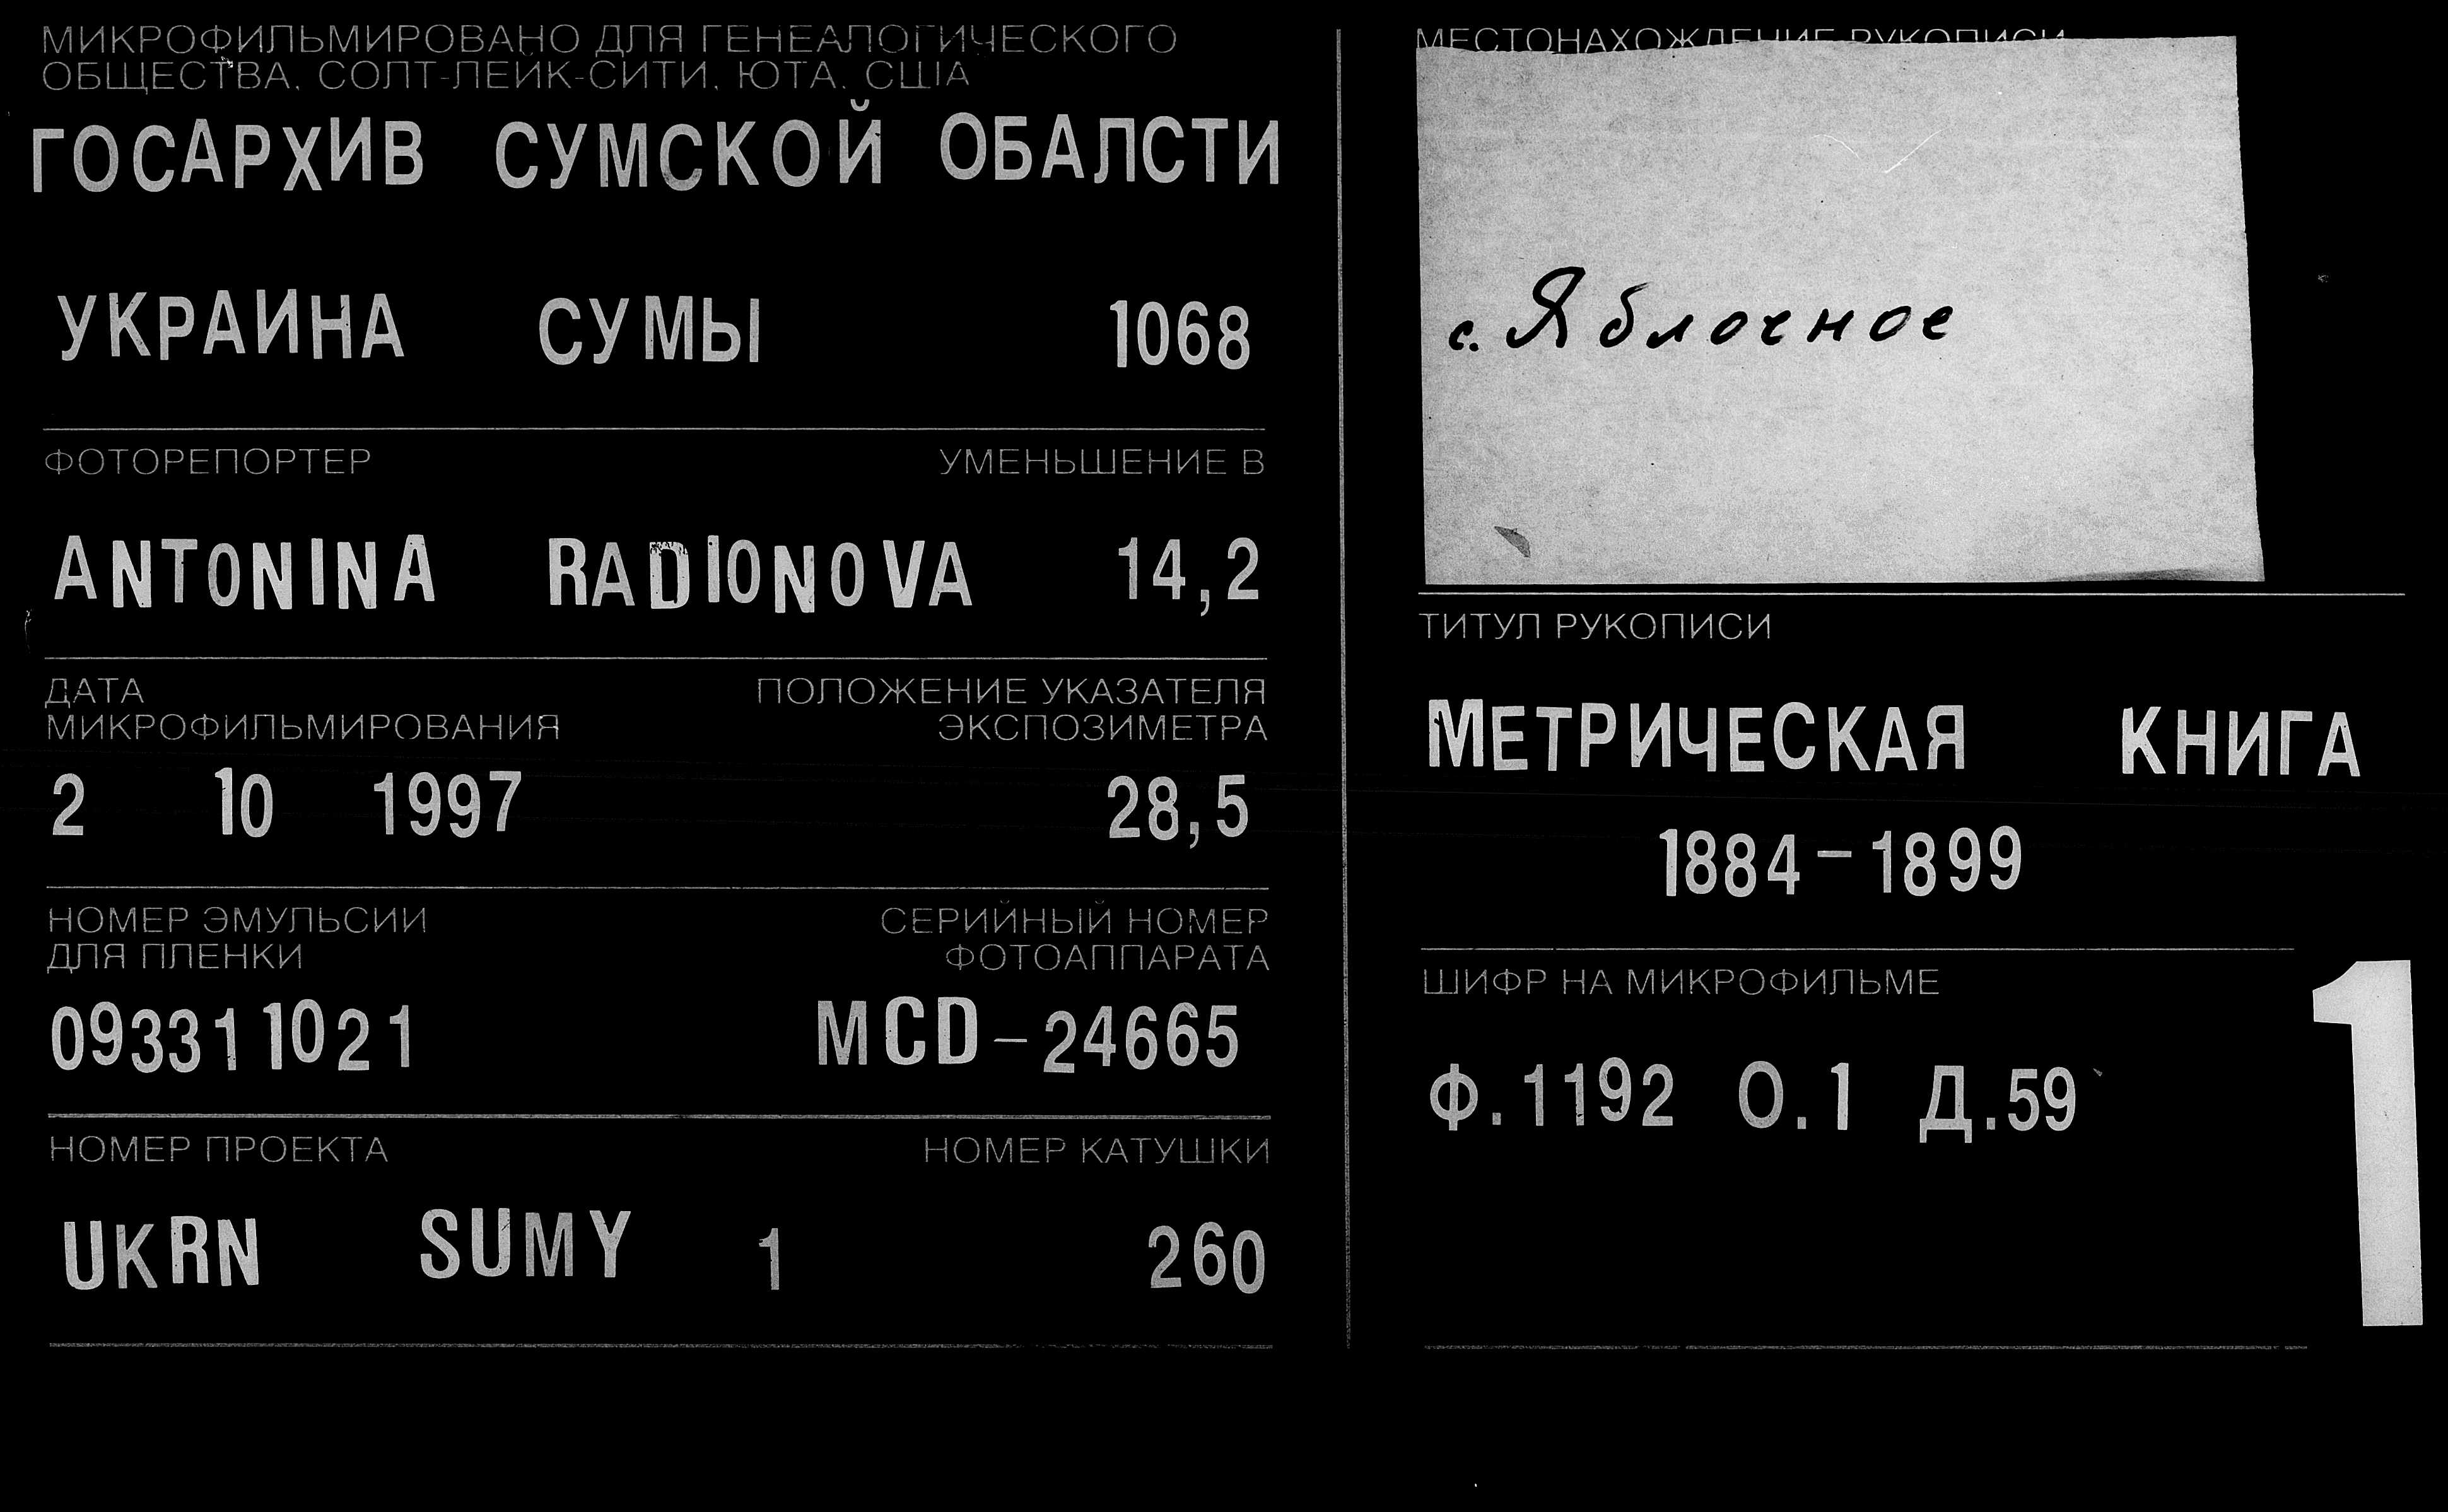 МИКРОФИЛЬМИРОВАНО ДЛЯ ГЕНЕАЛОГИЧЕСКОГО
ОБЩЕСТВА, СОЛТ-ЛЕЙК-СИТИ, ЮТА, США
ГОСАРХИВ СУМСКОЙ ОБАЛСТИ
УКРАИНА СУМЫ 1068
ФОТОРЕПОРТЕР УМЕНЬШЕНИЕ В
ANTONINA RADIONOVA 14,2
ДАТА ПОЛОЖЕНИЕ УКАЗАТЕЛЯ
МИКРОФИЛЬМИРОВАНИЯ ЭКСПОЗИМЕТРА
2 10 1997 28,5
НОМЕР ЭМУЛЬСИИ СЕРИЙНЫЙ НОМЕР
ДЛЯ ПЛЕНКИ ФОТОАППАРАТА
093311021 MCD-24665
НОМЕР ПРОЕКТА НОМЕР КАТУШКИ
UKRN SUMY 1 260
МЕСТОНАХОЖДЕНИЕ РУКОПИСИ
с. Яблочное
ТИТУЛ РУКОПИСИ
МЕТРИЧЕСКАЯ КНИГА
1884-1899
ШИФР НА МИКРОФИЛЬМЕ
Ф.1192 О.1 Д.59
1